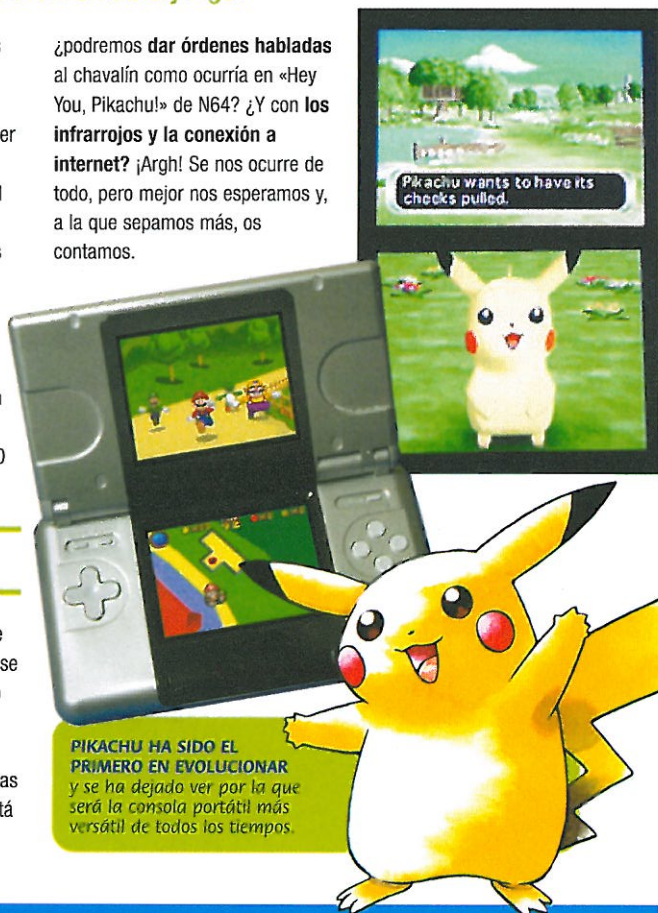 ¿podremos dar órdenes habladas
al chavalín como ocurría en «Hey
You, Pikachu!» de N64? ¿Y con los
infrarrojos y la conexión a
internet? ¡Argh! Se nos ocurre de
todo, pero mejor nos esperamos y,
a la que sepamos más, os
contamos.
Pikachu wants to have its
cheeks pulled.
PIKACHU HA SIDO EL
PRIMERO EN EVOLUCIONAR
y se ha dejado ver por la que
será la consola portátil más
versátil de todos los tiempos.